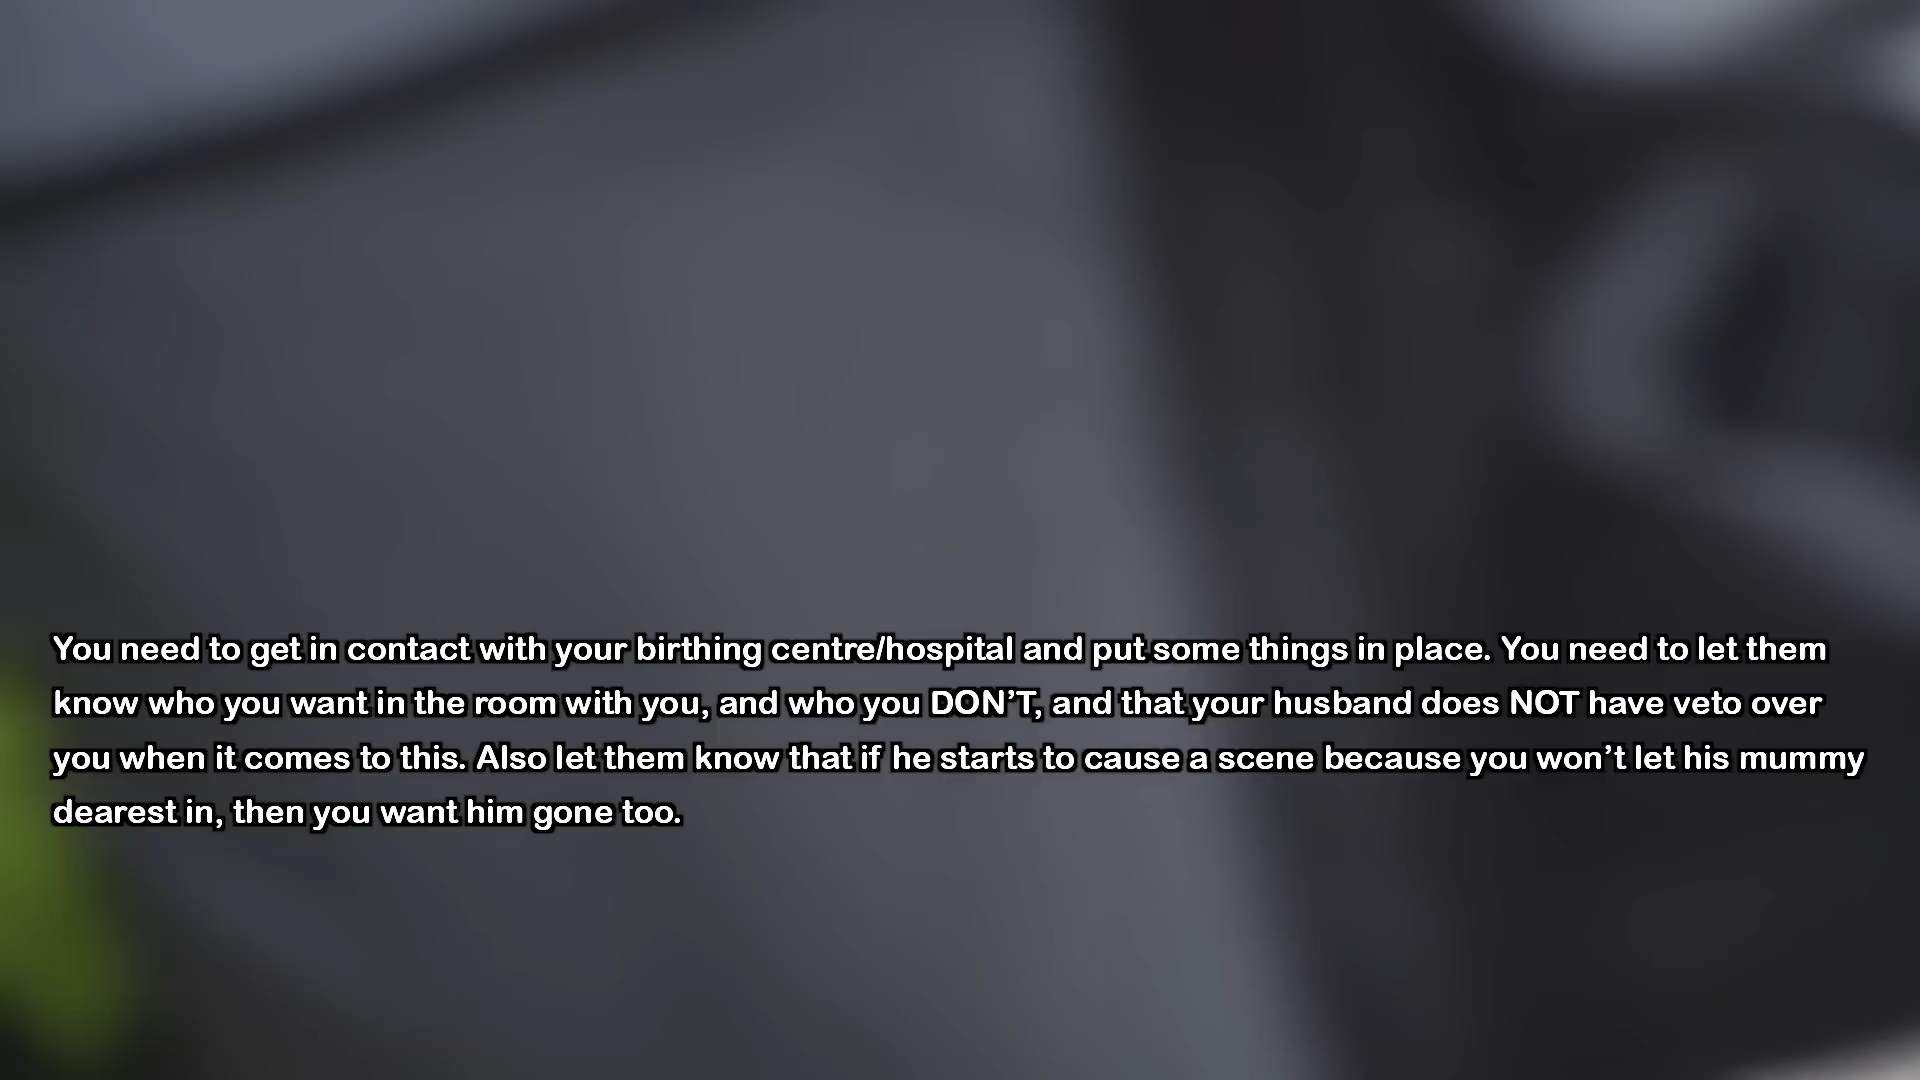 You need to get in contact with your birthing centre/hospital and put some things in place. You need to let them
know who you want in the room with you, and who you DON’T, and that your husband does NOT have veto over
you when it comes to this. Also let them know that if he starts to cause a scene because you won’t let his mummy
dearest in, then you want him gone too.